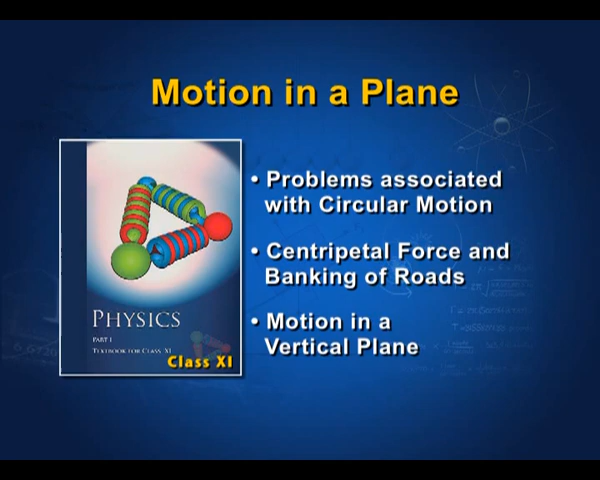 Motion in a Plane
• Problems associated
with Circular Motion
• Centripetal Force and
Banking of Roads
• Motion in a
Vertical Plane
PHYSICS
PART I
TEXTBOOK FOR CLASS XI
Class XI